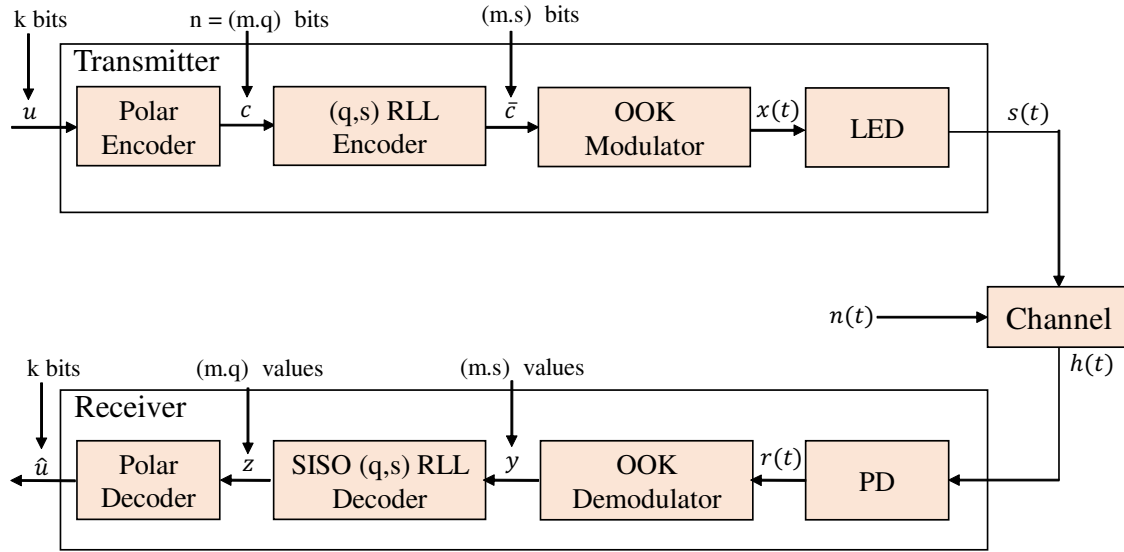 k bits
n = (m.q) bits
(m.s) bits
Transmitter
u
Polar
Encoder
c
(q,s) RLL
Encoder
c̄
OOK
Modulator
x(t)
LED
s(t)
n(t)
Channel
h(t)
k bits
(m.q) values
(m.s) values
Receiver
û
Polar
Decoder
z
SISO (q,s) RLL
Decoder
y
OOK
Demodulator
r(t)
PD